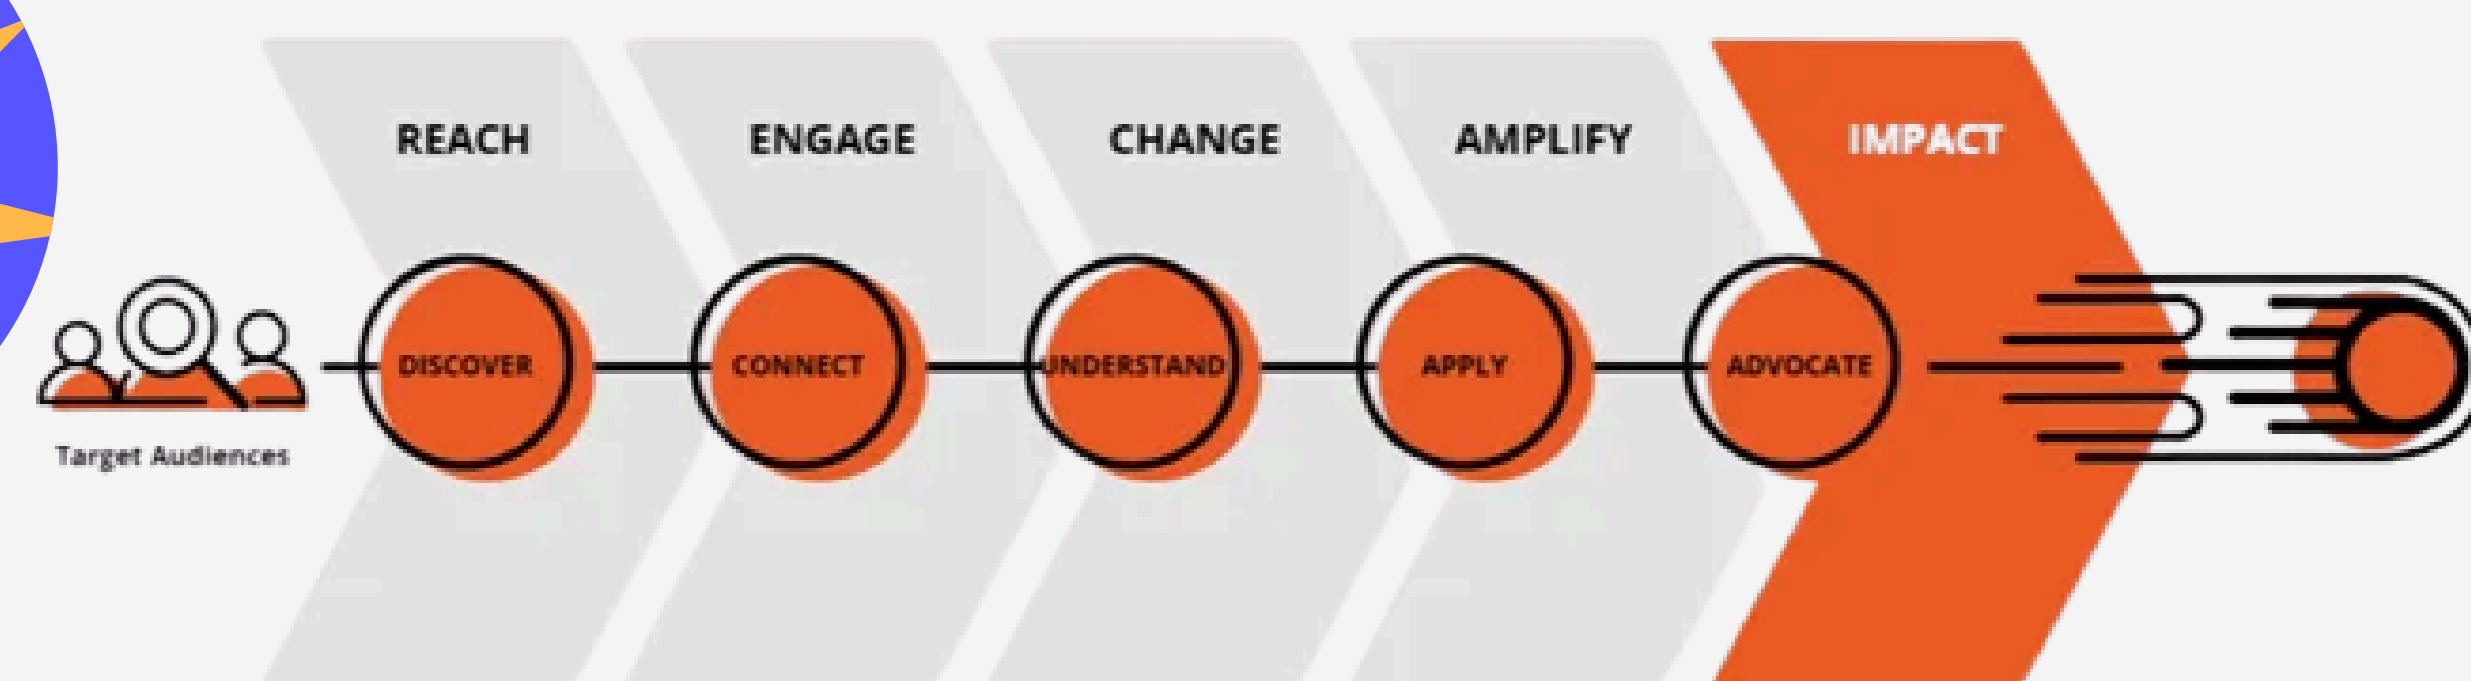 REACH
ENGAGE
CHANGE
AMPLIFY
IMPACT
DISCOVER
CONNECT
UNDERSTAND
APPLY
ADVOCATE
Target Audiences